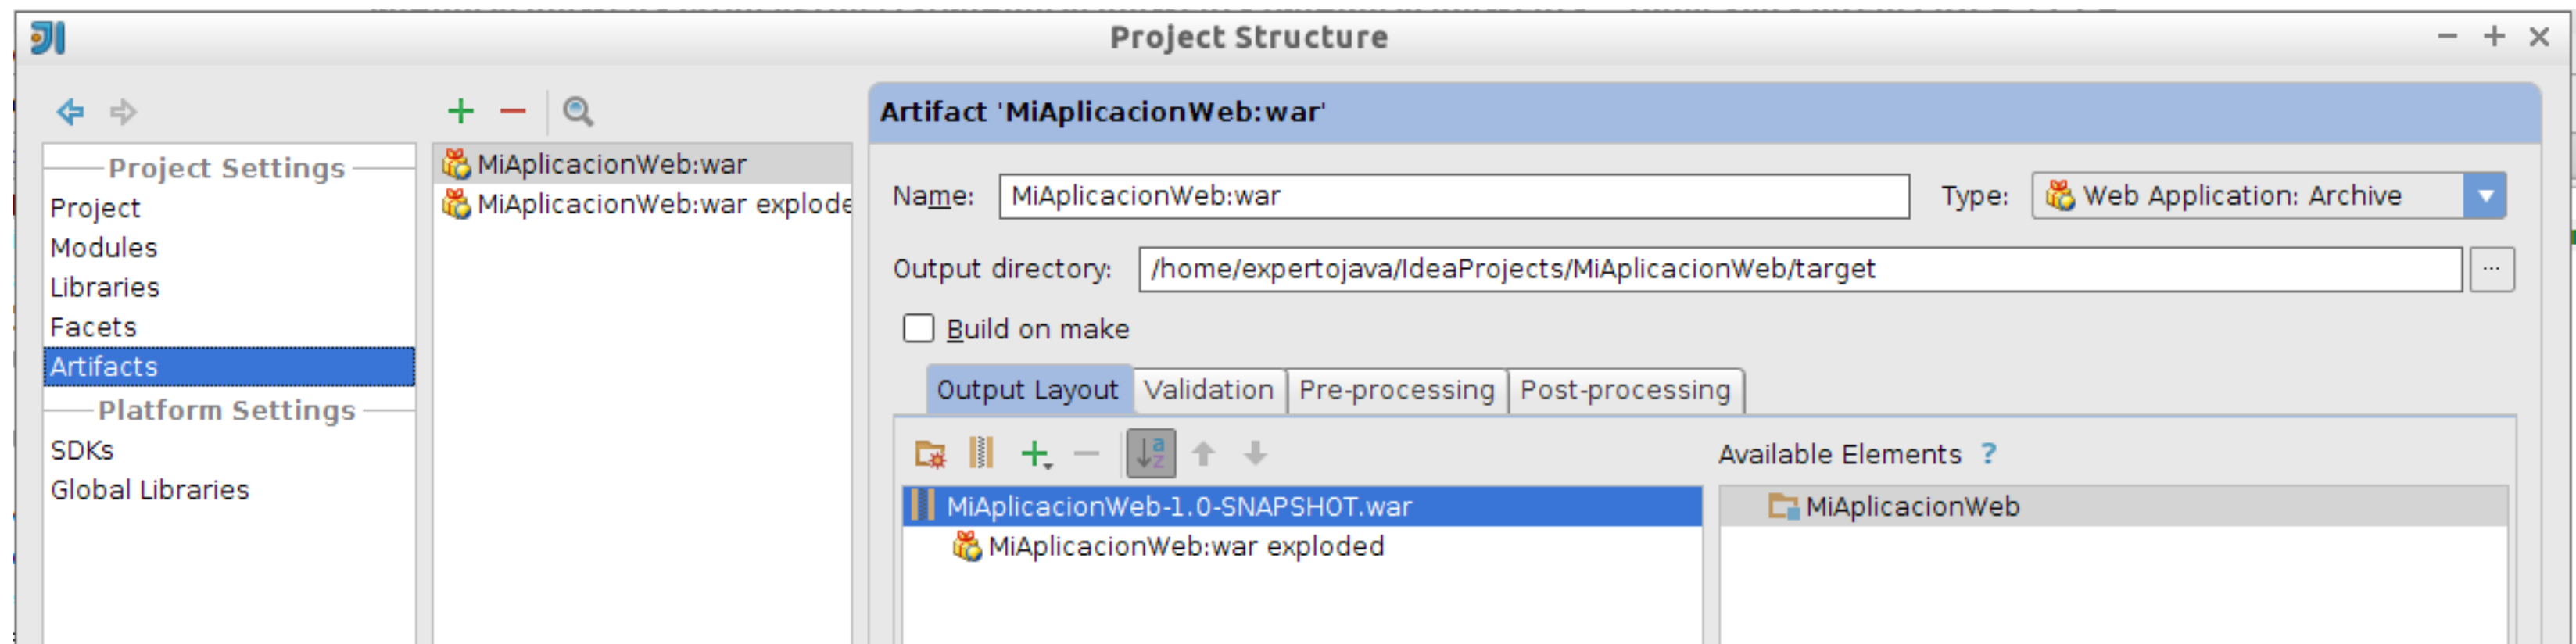 Project Structure
Project Settings
Project
Modules
Libraries
Facets
Artifacts
Platform Settings
SDKs
Global Libraries
MiAplicacionWeb:war
MiAplicacionWeb:war explode
Artifact 'MiAplicacionWeb:war'
Name: MiAplicacionWeb:war Type: Web Application: Archive
Output directory: /home/expertojava/IdeaProjects/MiAplicacionWeb/target ...
Build on make
Output Layout Validation Pre-processing Post-processing
Available Elements ?
MiAplicacionWeb-1.0-SNAPSHOT.war
MiAplicacionWeb:war exploded
MiAplicacionWeb